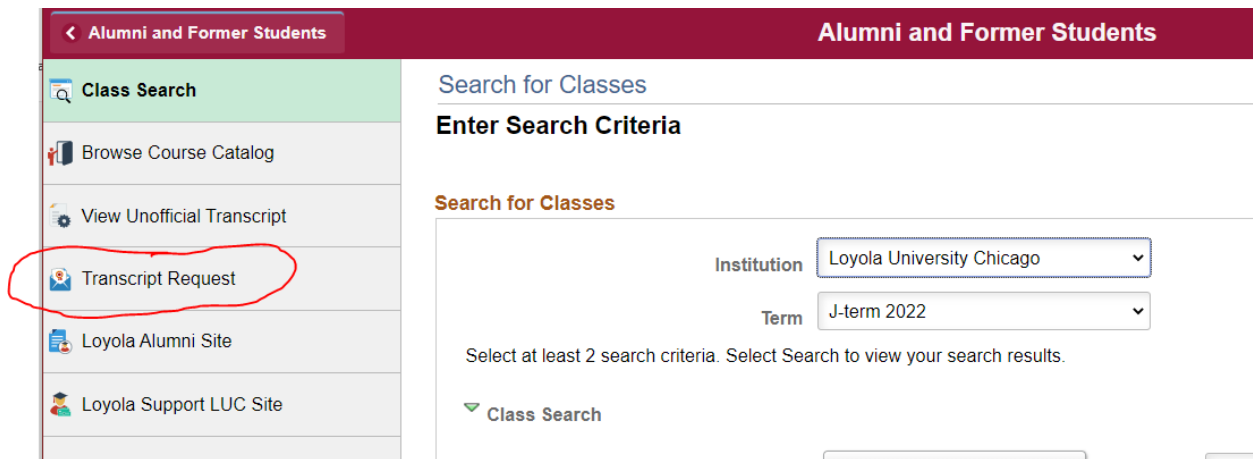 Alumni and Former Students
Alumni and Former Students
Class Search
Browse Course Catalog
View Unofficial Transcript
Transcript Request
Loyola Alumni Site
Loyola Support LUC Site
Search for Classes
Enter Search Criteria
Search for Classes
Institution Loyola University Chicago
Term J-term 2022
Select at least 2 search criteria. Select Search to view your search results.
Class Search